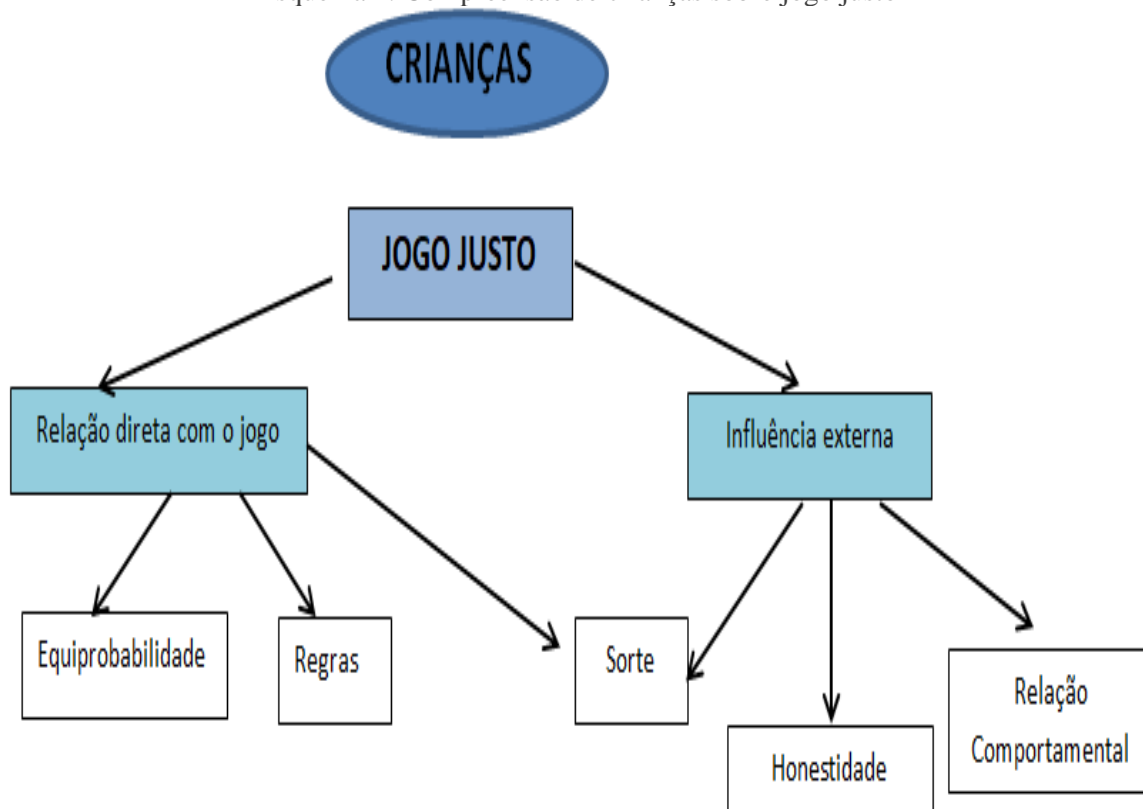 CRIANÇAS
JOGO JUSTO
Relação direta com o jogo
Influência externa
Equiprobabilidade
Regras
Sorte
Honestidade
Relação
Comportamental